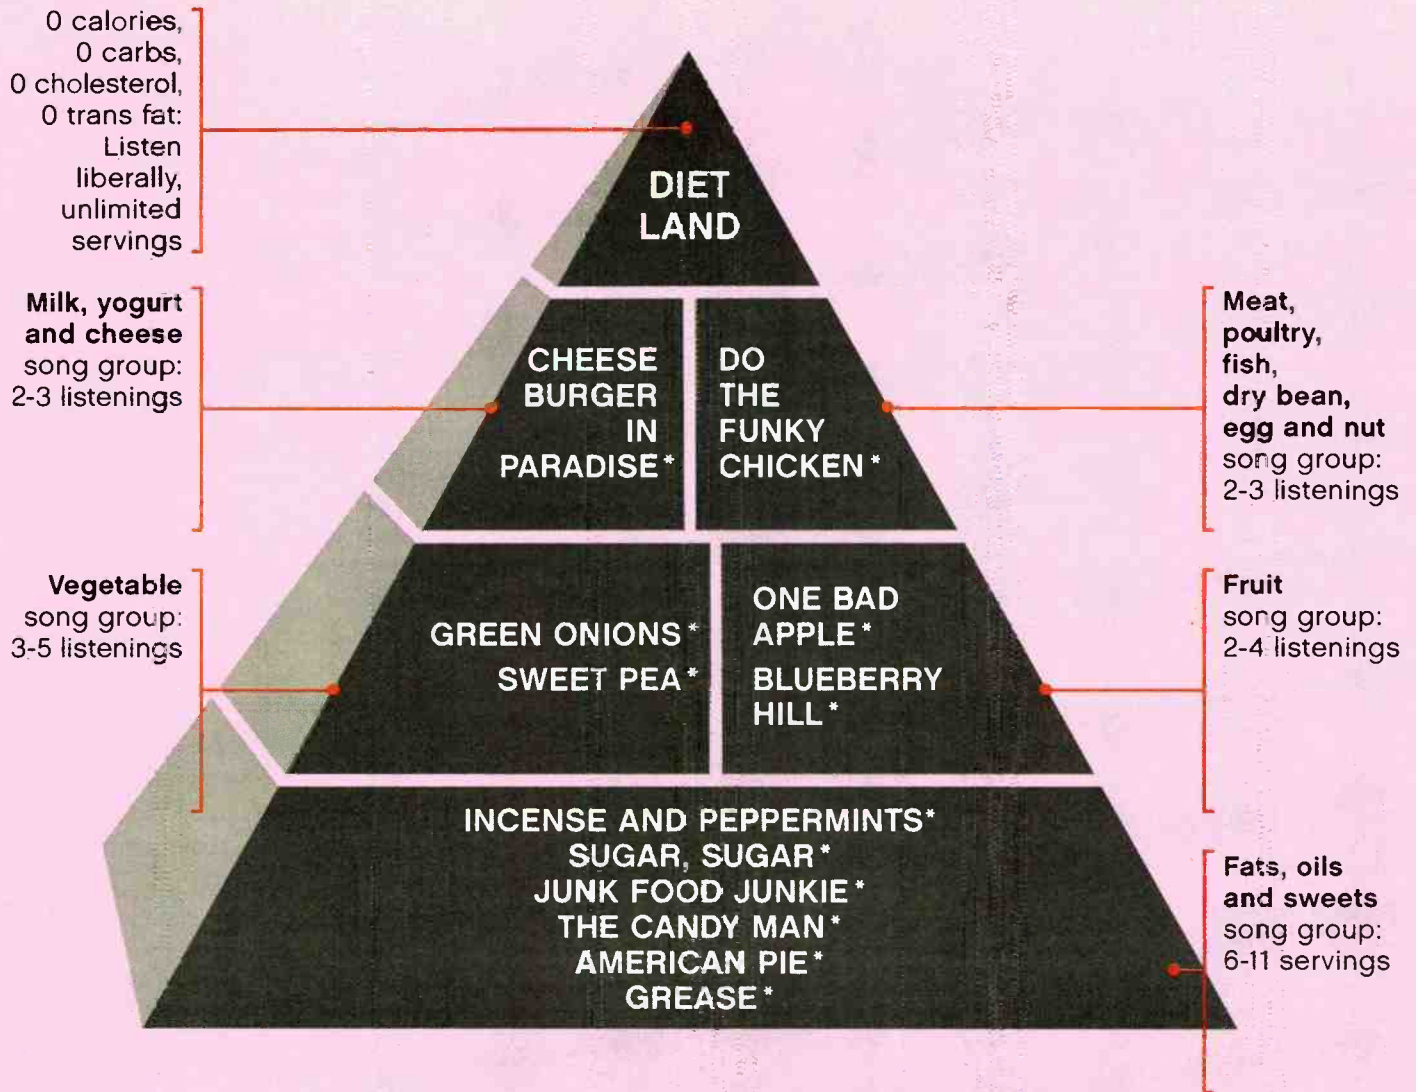 0 calories,
0 carbs,
0 cholesterol,
0 trans fat:
Listen
liberally,
unlimited
servings
DIET
LAND
Milk, yogurt
and cheese
song group:
2-3 listenings
CHEESE
BURGER
IN
PARADISE*
DO
THE
FUNKY
CHICKEN*
Meat,
poultry,
fish,
dry bean,
egg and nut
song group:
2-3 listenings
Vegetable
song group:
3-5 listenings
GREEN ONIONS*
SWEET PEA*
ONE BAD
APPLE*
BLUEBERRY
HILL*
Fruit
song group:
2-4 listenings
INCENSE AND PEPPERMINTS*
SUGAR, SUGAR*
JUNK FOOD JUNKIE*
THE CANDY MAN*
AMERICAN PIE*
GREASE*
Fats, oils
and sweets
song group:
6-11 servings